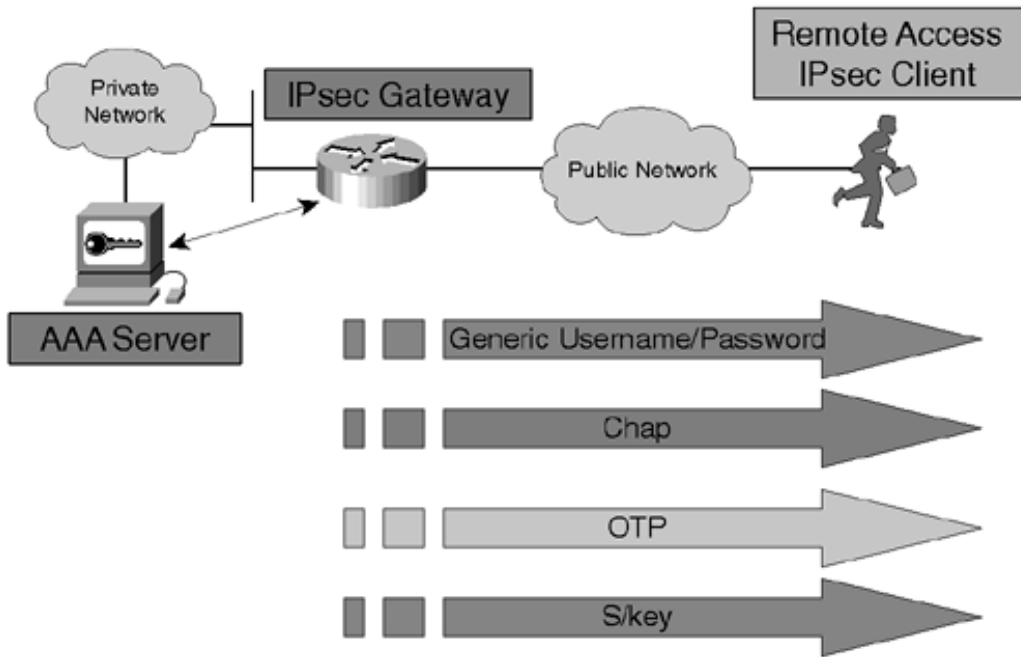 Remote Access
IPsec Client
Private
Network
IPsec Gateway
Public Network
AAA Server
Generic Username/Password
Chap
OTP
S/key